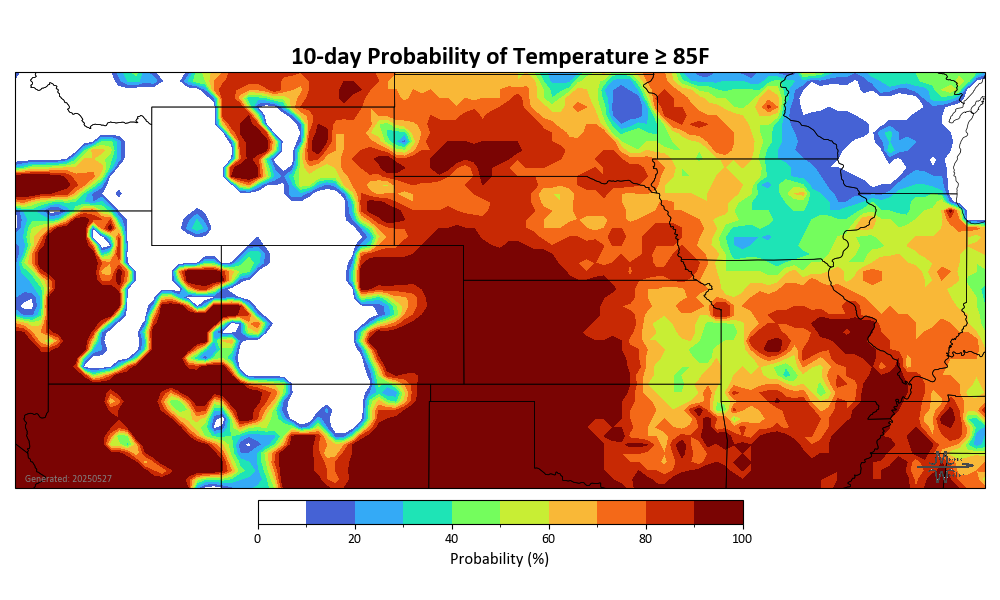 10-day Probability of Temperature ≥ 85F
Generated: 20250527
0 20 40 60 80 100
Probability (%)